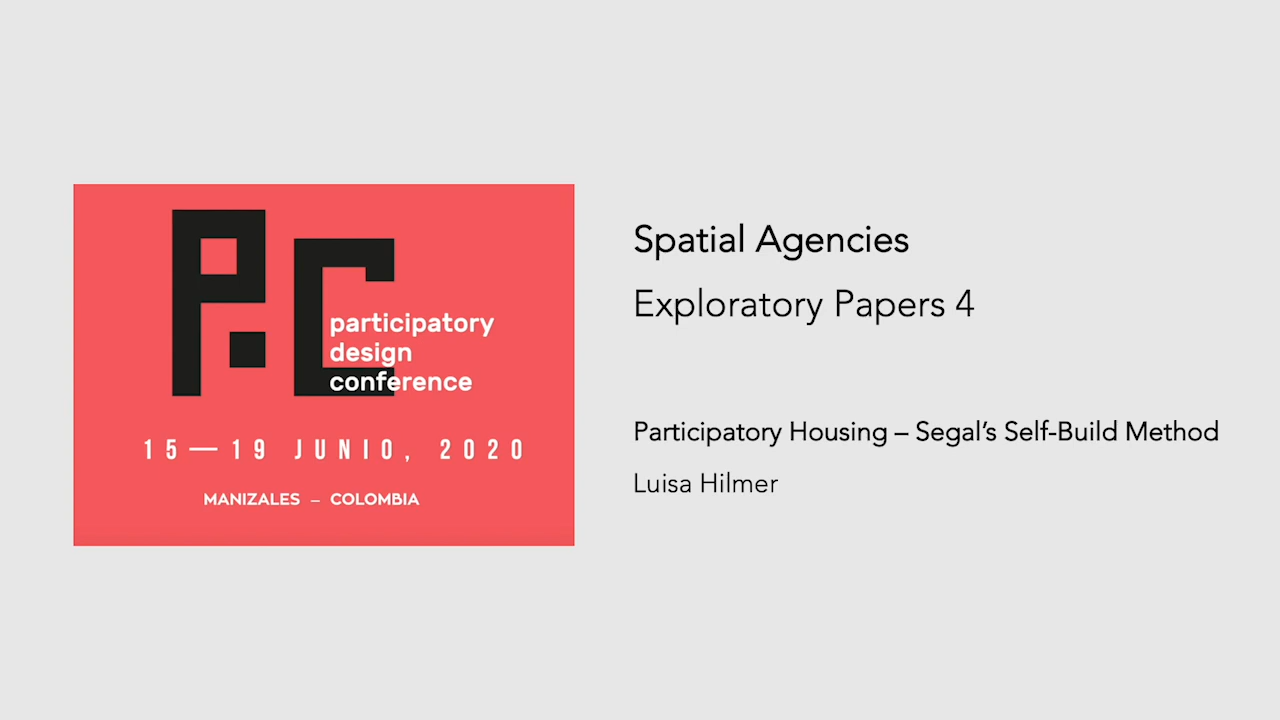 P.C
participatory
design
conference
15—19 JUNIO, 2020
MANIZALES – COLOMBIA
Spatial Agencies
Exploratory Papers 4
Participatory Housing – Segal’s Self-Build Method
Luisa Hilmer